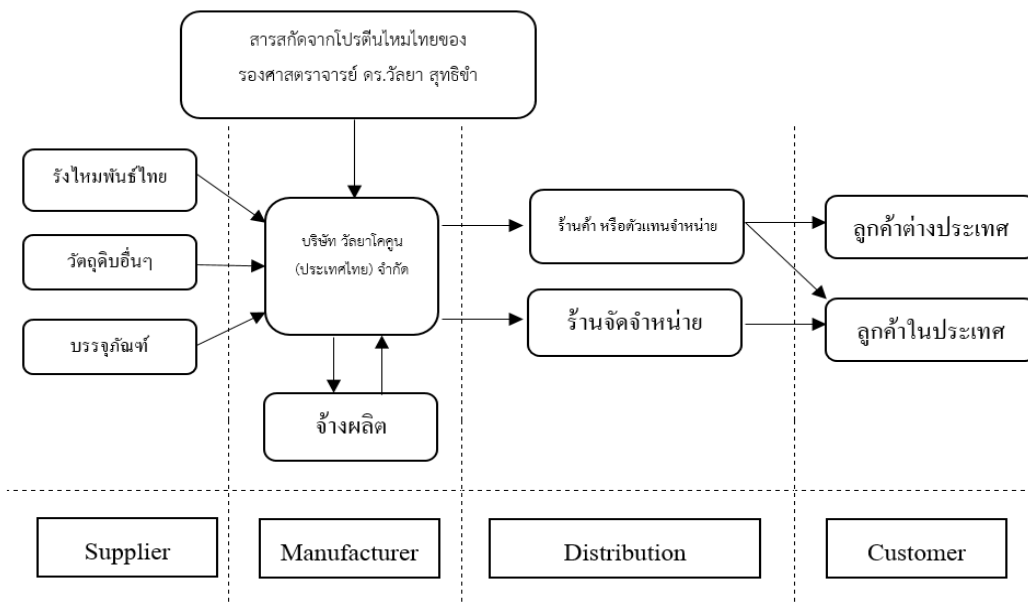 สารสกัดจากโปรตีนไหมไทยของ
รองศาสตราจารย์ ดร.วัลยา สุทธิขำ
รังไหมพันธ์ไทย
วัตถุดิบอื่นๆ
บรรจุภัณฑ์
บริษัท วัลยาโคคูน
(ประเทศไทย) จำกัด
จ้างผลิต
ร้านค้า หรือตัวแทนจำหน่าย
ร้านจัดจำหน่าย
ลูกค้าต่างประเทศ
ลูกค้าในประเทศ
Supplier
Manufacturer
Distribution
Customer